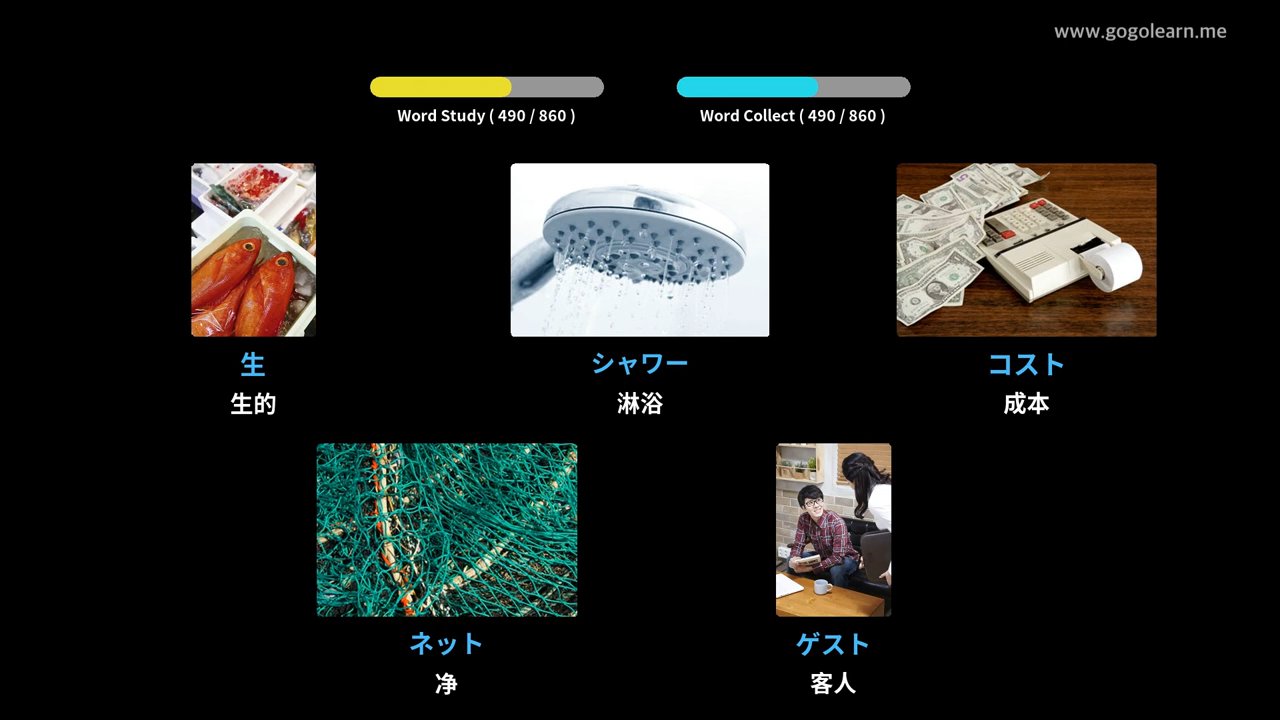 www.gogolearn.me
Word Study ( 490 / 860 )
Word Collect ( 490 / 860 )
生
シャワー
コスト
生的
淋浴
成本
ネット
ゲスト
净
客人